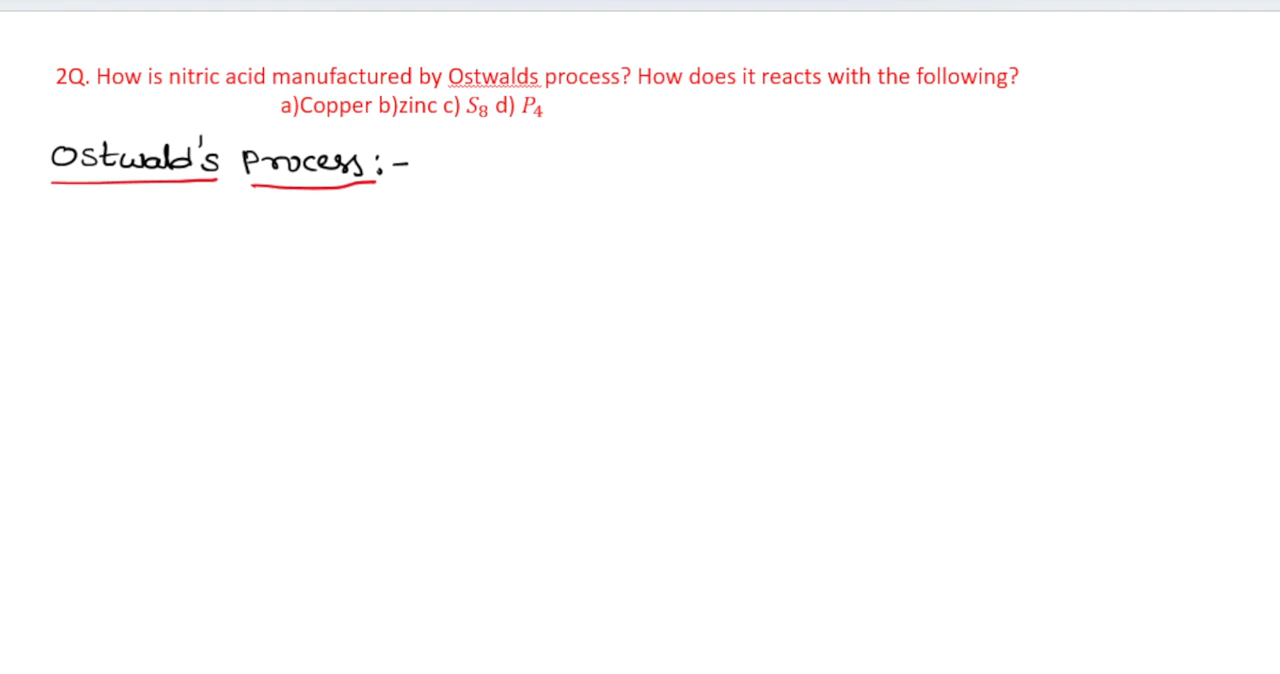 2Q. How is nitric acid manufactured by Ostwalds process? How does it reacts with the following?
a)Copper b)zinc c) S₈ d) P₄
Ostwald's Process:-